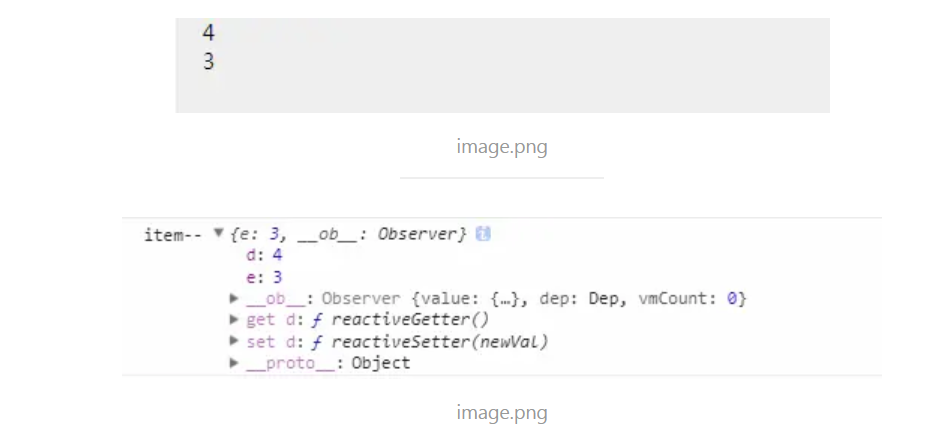 4
3
image.png
item-- ▼ {e: 3, __ob__: Observer} i
d: 4
e: 3
▶ __ob__: Observer {value: {…}, dep: Dep, vmCount: 0}
▶ get d: ƒ reactiveGetter()
▶ set d: ƒ reactiveSetter(newVal)
▶ __proto__: Object
image.png